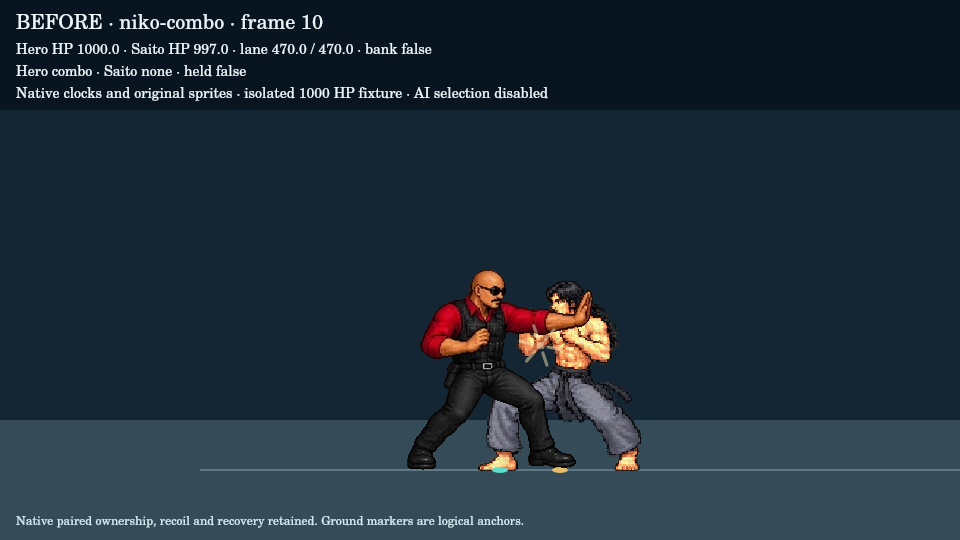 BEFORE · niko-combo · frame 10
Hero HP 1000.0 · Saito HP 997.0 · lane 470.0 / 470.0 · bank false
Hero combo · Saito none · held false
Native clocks and original sprites · isolated 1000 HP fixture · AI selection disabled
Native paired ownership, recoil and recovery retained. Ground markers are logical anchors.